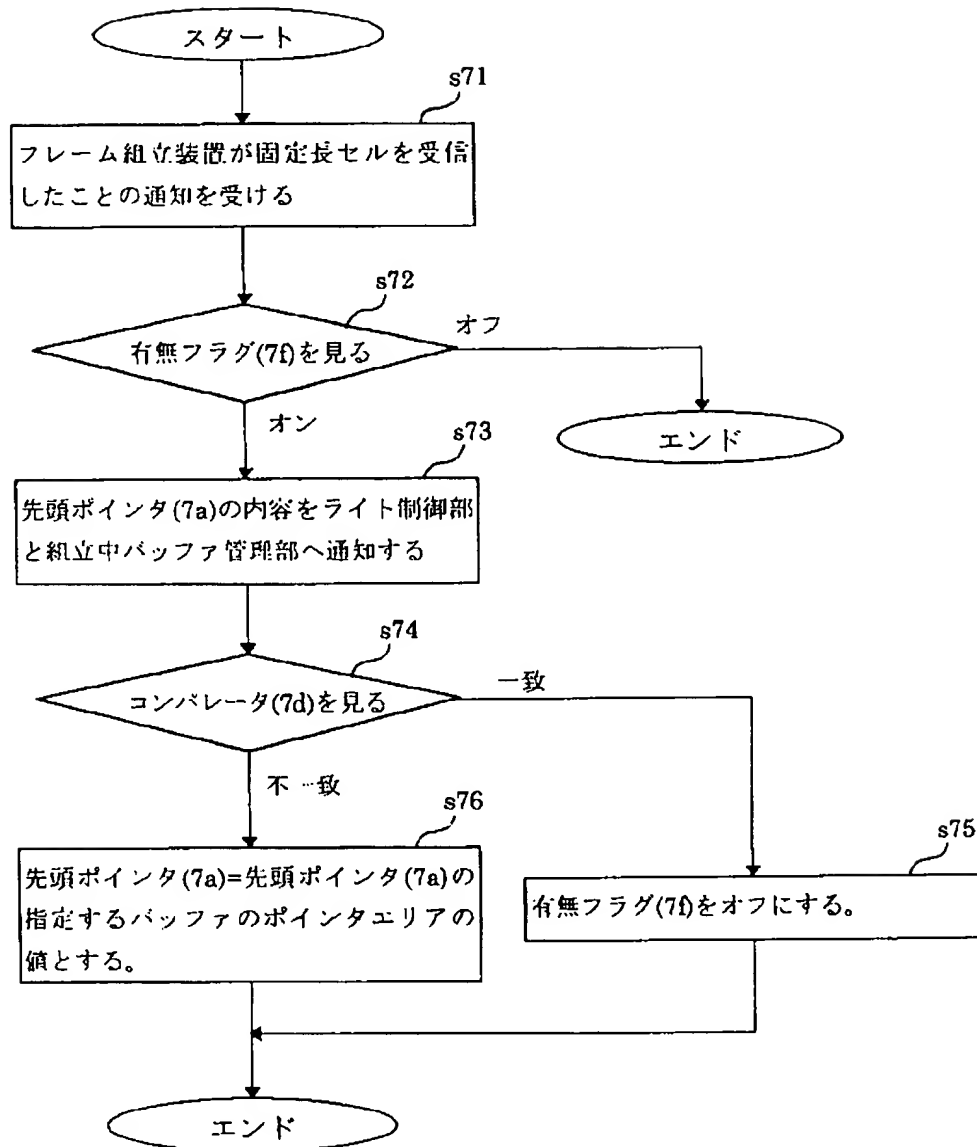 スタート
s71
フレーム組立装置が固定長セルを受信
したことの通知を受ける
s72
有無フラグ(7f)を見る
オフ
エンド
オン
s73
先頭ポインタ(7a)の内容をライト制御部
と組立中バッファ管理部へ通知する
s74
コンパレータ(7d)を見る
一致
不一致
s76
先頭ポインタ(7a)=先頭ポインタ(7a)の
指定するバッファのポインタエリアの
値とする。
s75
有無フラグ(7f)をオフにする。
エンド